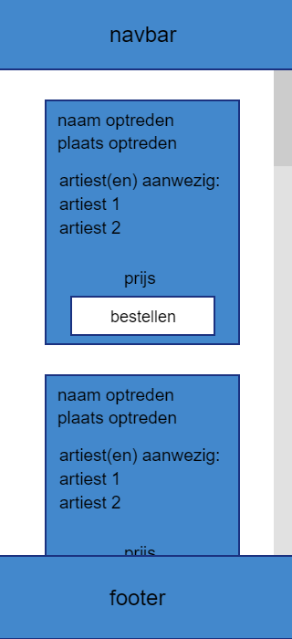 navbar
naam optreden
plaats optreden
artiest(en) aanwezig:
artiest 1
artiest 2
prijs
bestellen
naam optreden
plaats optreden
artiest(en) aanwezig:
artiest 1
artiest 2
prijs
footer